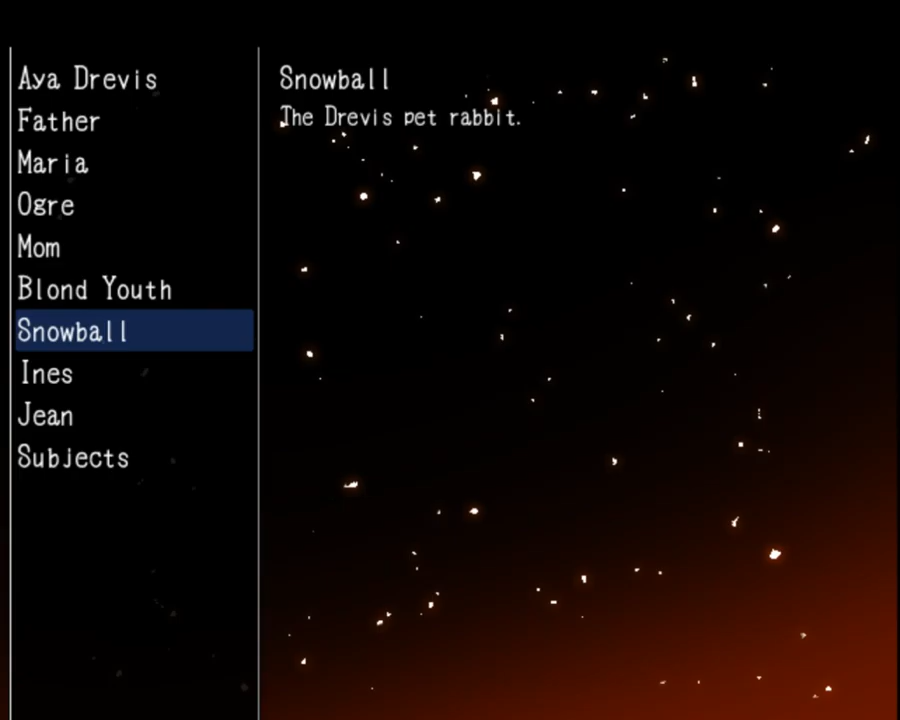 Aya Drevis
Father
Maria
Ogre
Mom
Blond Youth
Snowball
Ines
Jean
Subjects
Snowball
The Drevis pet rabbit.